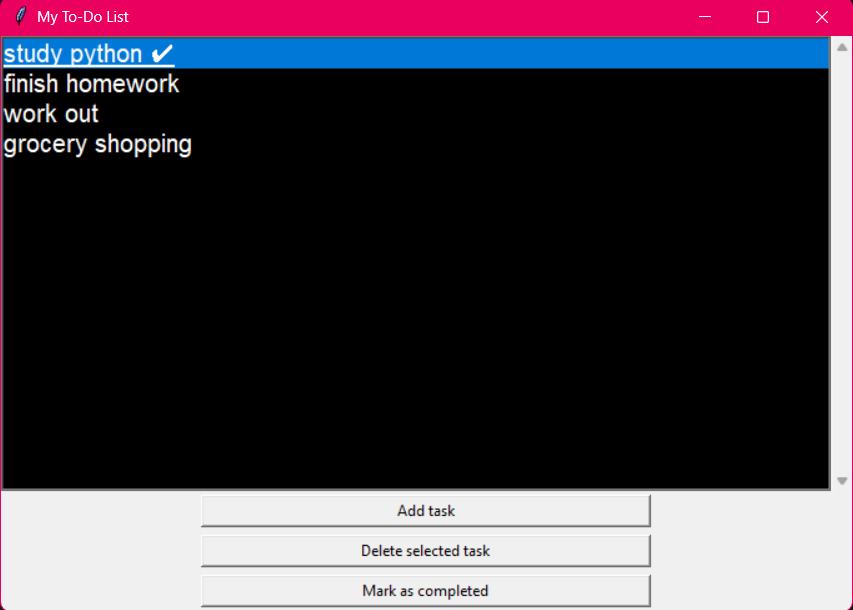 My To-Do List
study python ✔
finish homework
work out
grocery shopping
Add task
Delete selected task
Mark as completed